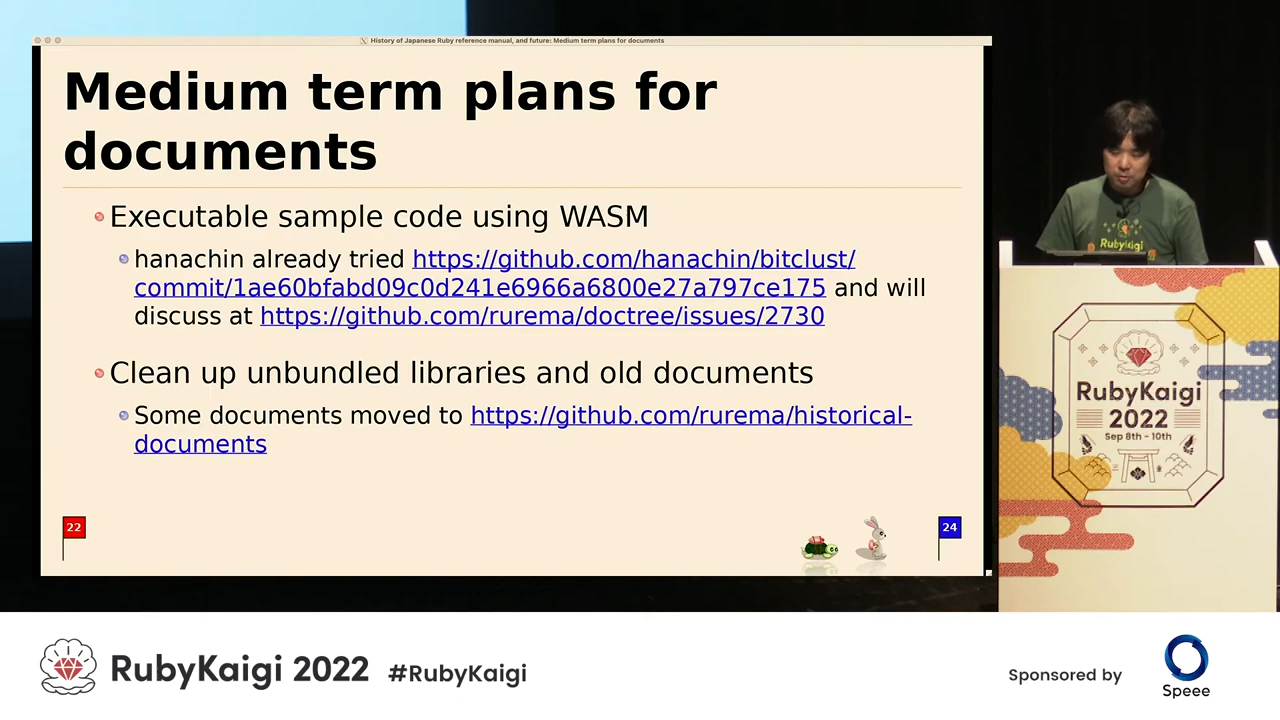 History of Japanese Ruby reference manual, and future: Medium term plans for documents
Medium term plans for
documents
Executable sample code using WASM
hanachin already tried https://github.com/hanachin/bitclust/
commit/1ae60bfabd09c0d241e6966a6800e27a797ce175 and will
discuss at https://github.com/rurema/doctree/issues/2730
Clean up unbundled libraries and old documents
Some documents moved to https://github.com/rurema/historical-
documents
22
24
RubyKaigi
RubyKaigi
2022
Sep 8th - 10th
RubyKaigi 2022 #RubyKaigi
Sponsored by
Speee